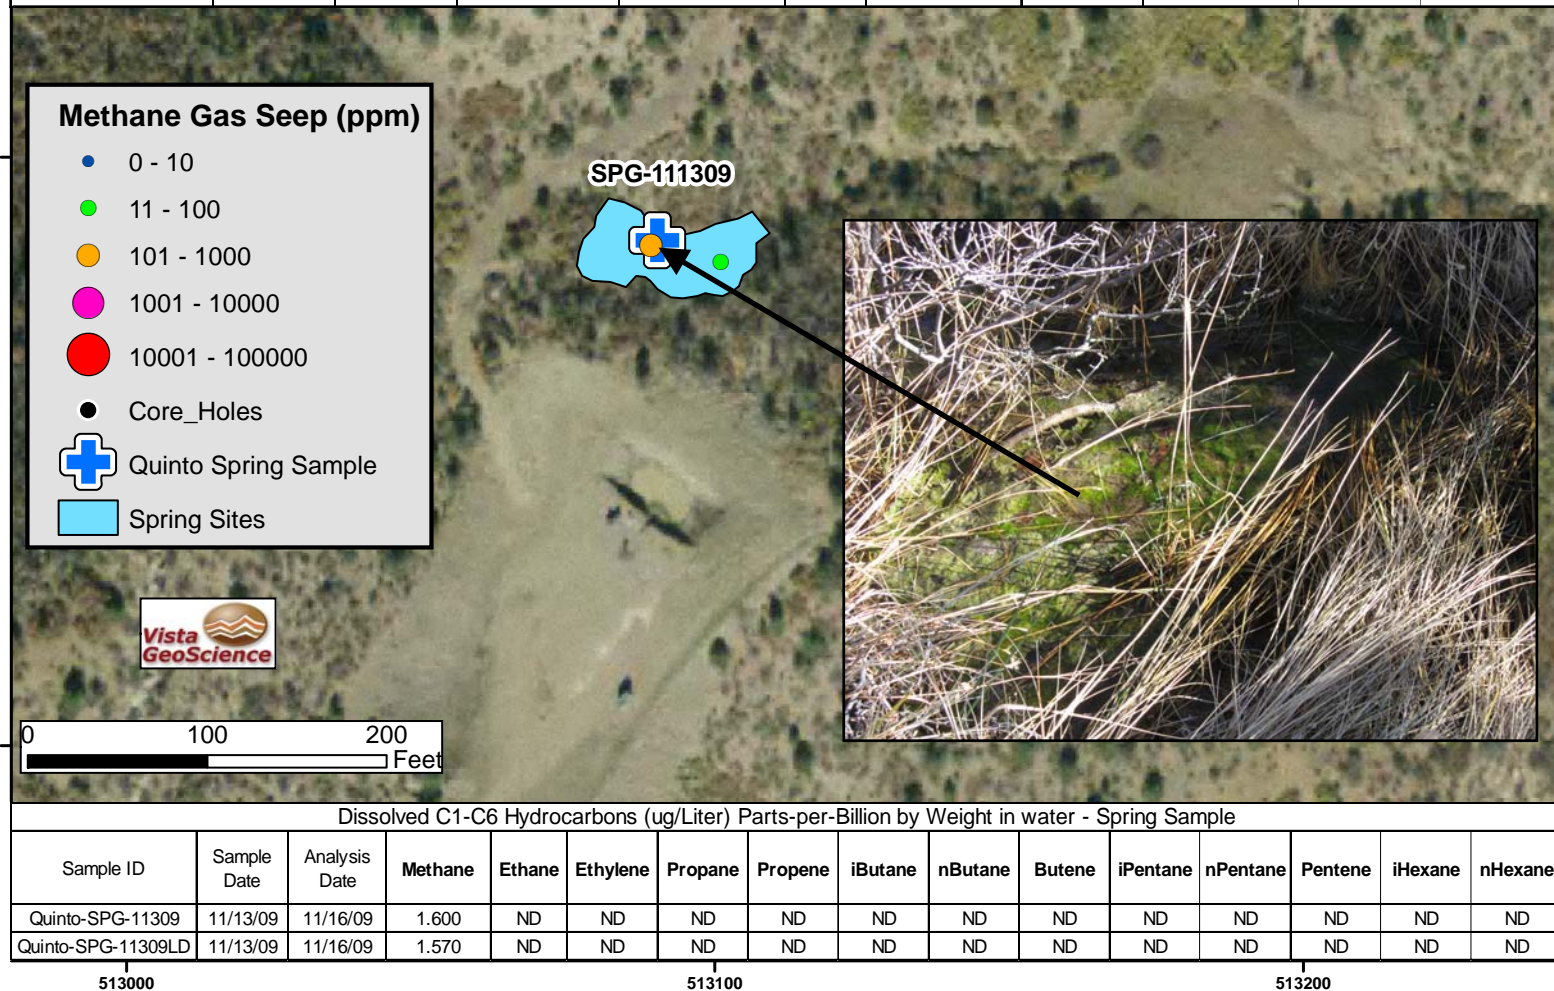 Methane Gas Seep (ppm)
0 - 10
11 - 100
101 - 1000
1001 - 10000
10001 - 100000
Core_Holes
Quinto Spring Sample
Spring Sites
SPG-111309
Vista
GeoScience
0 100 200
Feet
Dissolved C1-C6 Hydrocarbons (ug/Liter) Parts-per-Billion by Weight in water - Spring Sample
Sample ID Sample Date Analysis Date Methane Ethane Ethylene Propane Propene iButane nButane Butene iPentane nPentane Pentene iHexane nHexane
Quinto-SPG-11309 11/13/09 11/16/09 1.600 ND ND ND ND ND ND ND ND ND ND ND ND
Quinto-SPG-11309LD 11/13/09 11/16/09 1.570 ND ND ND ND ND ND ND ND ND ND ND ND
513000 513100 513200